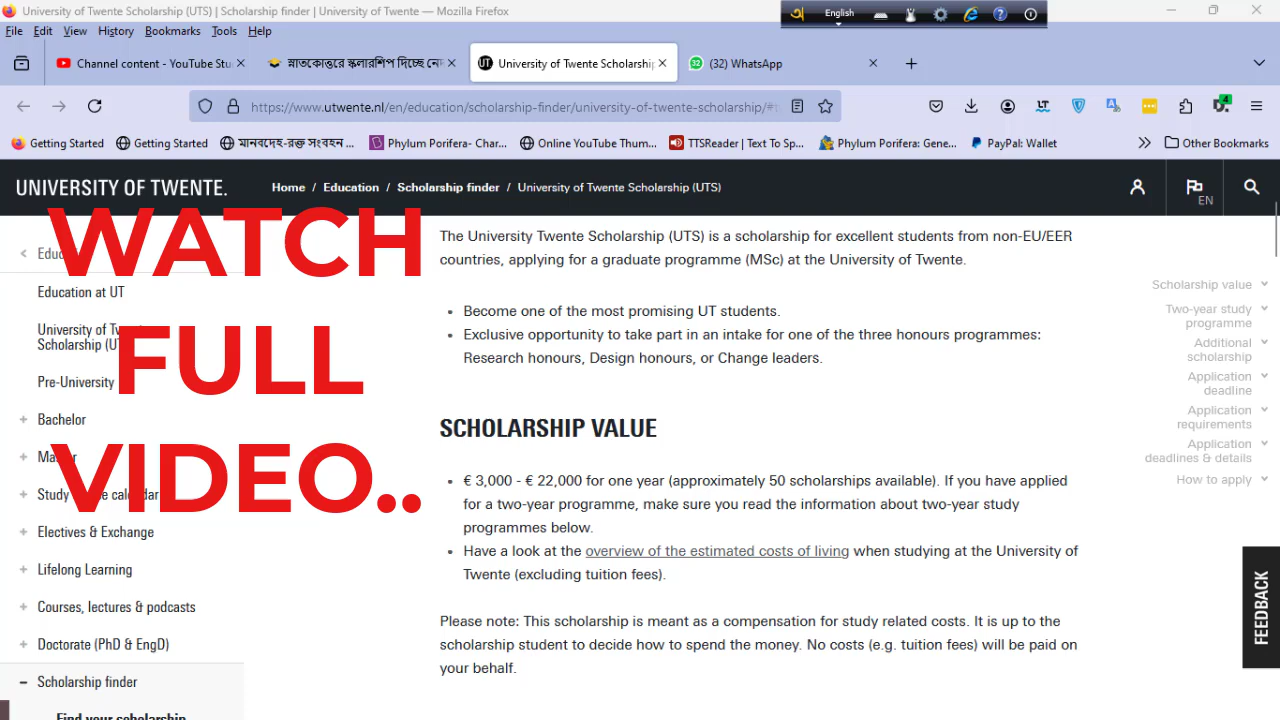 University of Twente Scholarship (UTS) | Scholarship finder | University of Twente — Mozilla Firefox
অ English
File Edit View History Bookmarks Tools Help
Channel content - YouTube Stu
স্নাতকোত্তরে স্কলারশিপ দিচ্ছে নেদ
UT University of Twente Scholarship
32 (32) WhatsApp
https://www.utwente.nl/en/education/scholarship-finder/university-of-twente-scholarship/#
LT
4
Getting Started
Getting Started
মানবদেহ-রক্ত সংবহন ...
Phylum Porifera- Char...
Online YouTube Thum...
TTSReader | Text To Sp...
Phylum Porifera: Gene...
PayPal: Wallet
Other Bookmarks
UNIVERSITY OF TWENTE.
Home / Education / Scholarship finder / University of Twente Scholarship (UTS)
EN
WATCH
FULL
VIDEO..
Educ
Education at UT
University of Tw
Scholarship (U
Pre-University
+ Bachelor
+ Master
+ Study calendar
+ Electives & Exchange
+ Lifelong Learning
+ Courses, lectures & podcasts
+ Doctorate (PhD & EngD)
– Scholarship finder
Find your scholarship
The University Twente Scholarship (UTS) is a scholarship for excellent students from non-EU/EER
countries, applying for a graduate programme (MSc) at the University of Twente.
• Become one of the most promising UT students.
• Exclusive opportunity to take part in an intake for one of the three honours programmes:
Research honours, Design honours, or Change leaders.
SCHOLARSHIP VALUE
• € 3,000 - € 22,000 for one year (approximately 50 scholarships available). If you have applied
for a two-year programme, make sure you read the information about two-year study
programmes below.
• Have a look at the overview of the estimated costs of living when studying at the University of
Twente (excluding tuition fees).
Please note: This scholarship is meant as a compensation for study related costs. It is up to the
scholarship student to decide how to spend the money. No costs (e.g. tuition fees) will be paid on
your behalf.
Scholarship value
Two-year study
programme
Additional
scholarship
Application
deadline
Application
requirements
Application
deadlines & details
How to apply
FEEDBACK